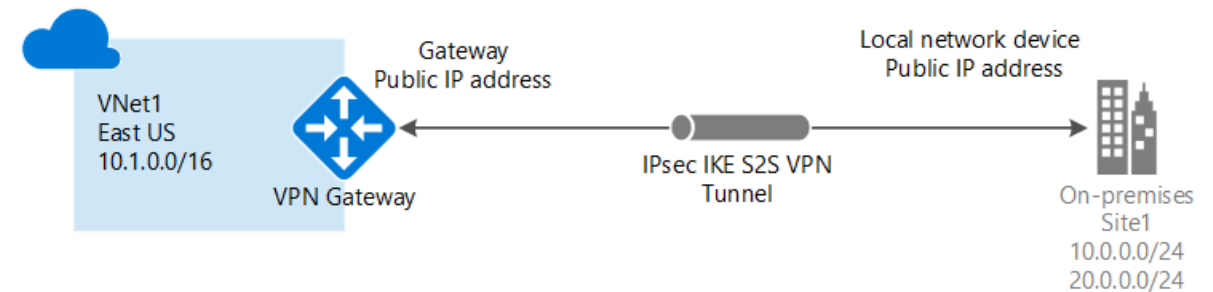 VNet1
East US
10.1.0.0/16
VPN Gateway
Gateway
Public IP address
IPsec IKE S2S VPN
Tunnel
Local network device
Public IP address
On-premises
Site1
10.0.0.0/24
20.0.0.0/24